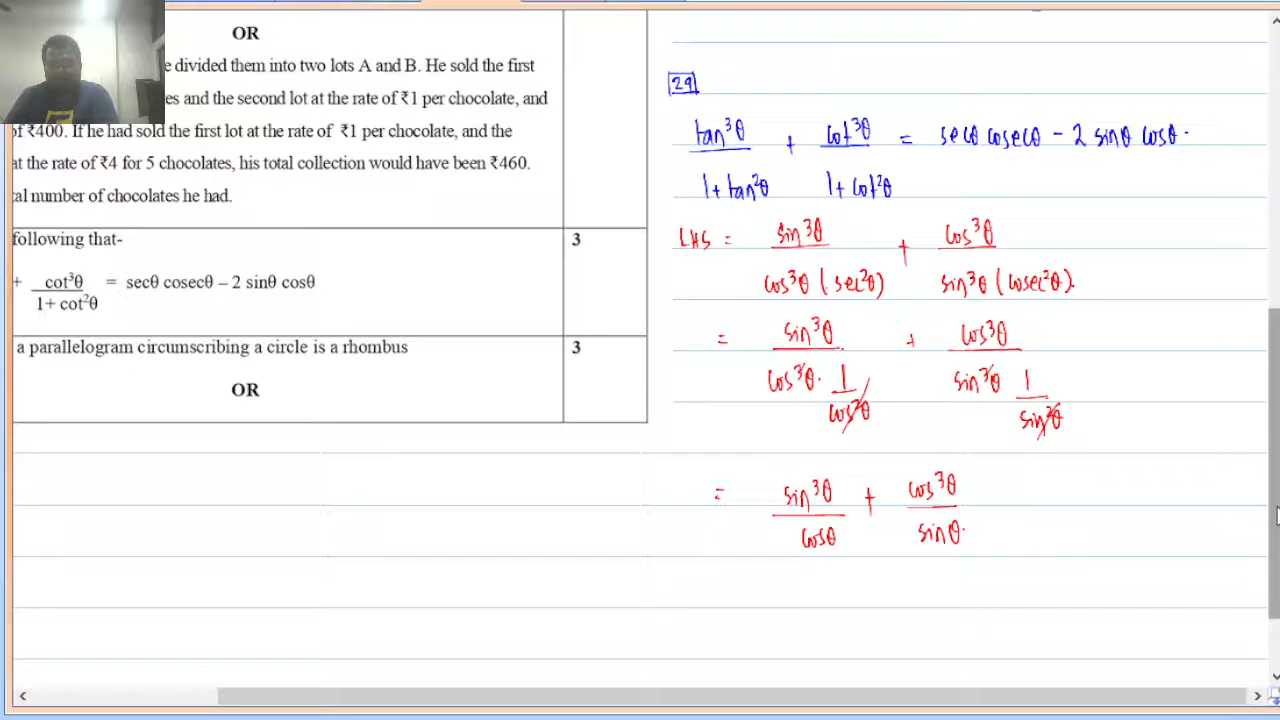 OR
e divided them into two lots A and B. He sold the first
es and the second lot at the rate of ₹1 per chocolate, and
of ₹400. If he had sold the first lot at the rate of ₹1 per chocolate, and the
at the rate of ₹4 for 5 chocolates, his total collection would have been ₹460.
al number of chocolates he had.
following that-
3
+ cot³θ / 1+ cot²θ = secθ cosecθ – 2 sinθ cosθ
a parallelogram circumscribing a circle is a rhombus
3
OR
29
tan³θ / 1+tan²θ + cot³θ / 1+cot²θ = secθ cosecθ - 2 sinθ cosθ.
LHS = sin³θ / cos³θ (sec²θ) + cos³θ / sin³θ (cosec²θ).
= sin³θ / cos³θ. 1/cos²θ + cos³θ / sin³θ 1/sin²θ
= sin³θ / cosθ + cos³θ / sinθ.